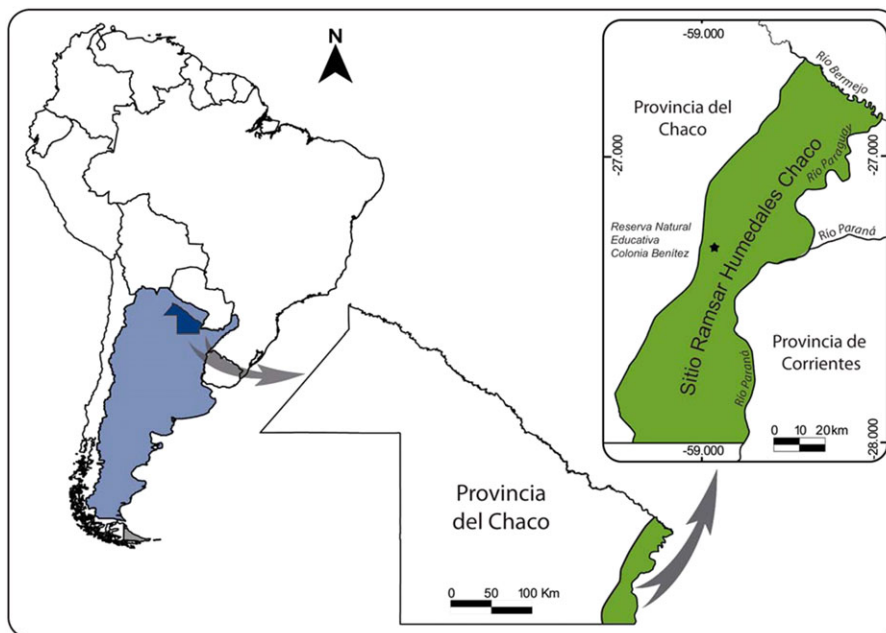 N
Provincia
del Chaco
0 50 100 Km
-59.000
Río Bermejo
Provincia del
Chaco
-27.000
-27.000
Río Paraguay
Sitio Ramsar Humedales Chaco
Reserva Natural
Educativa
Colonia Benítez
Río Paraná
Provincia de
Corrientes
Río Paraná
0 10 20km
-59.000
-28.000